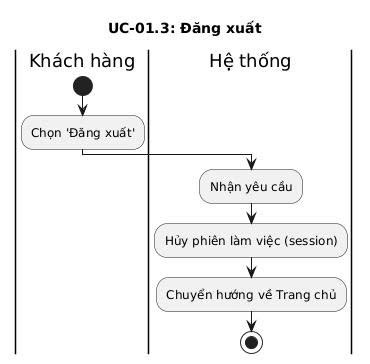 UC-01.3: Đăng xuất
Khách hàng
Hệ thống
Chọn 'Đăng xuất'
Nhận yêu cầu
Hủy phiên làm việc (session)
Chuyển hướng về Trang chủ